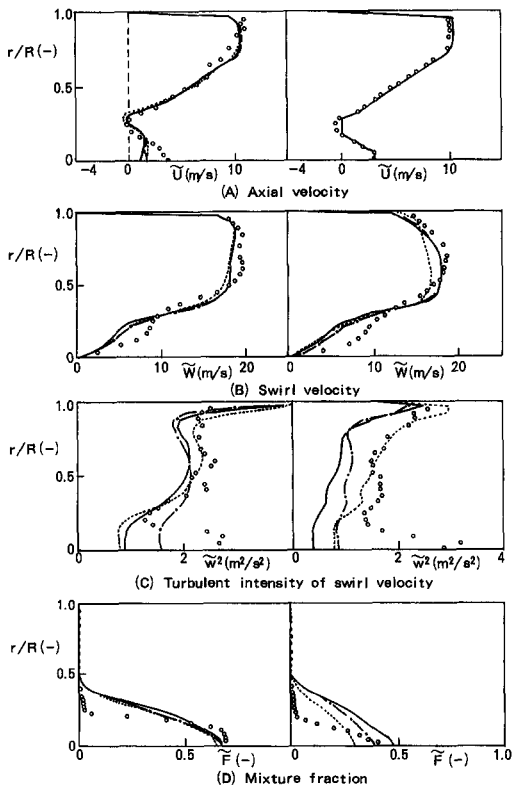 1.0
r/R(-)
0.5
0
-4 0 Ũ(m/s) 10 -4 0 Ũ(m/s) 10
(A) Axial velocity
1.0
r/R(-)
0.5
0
0 10 W̃(m/s) 20 0 10 W̃(m/s) 20
(B) Swirl velocity
1.0
r/R(-)
0.5
0
2 w̃²(m²/s²) 0 2 w̃²(m²/s²) 4
(C) Turbulent intensity of swirl velocity
1.0
r/R(-)
0.5
0
0.5 F̃(-) 0 0.5 F̃(-) 1.0
(D) Mixture fraction